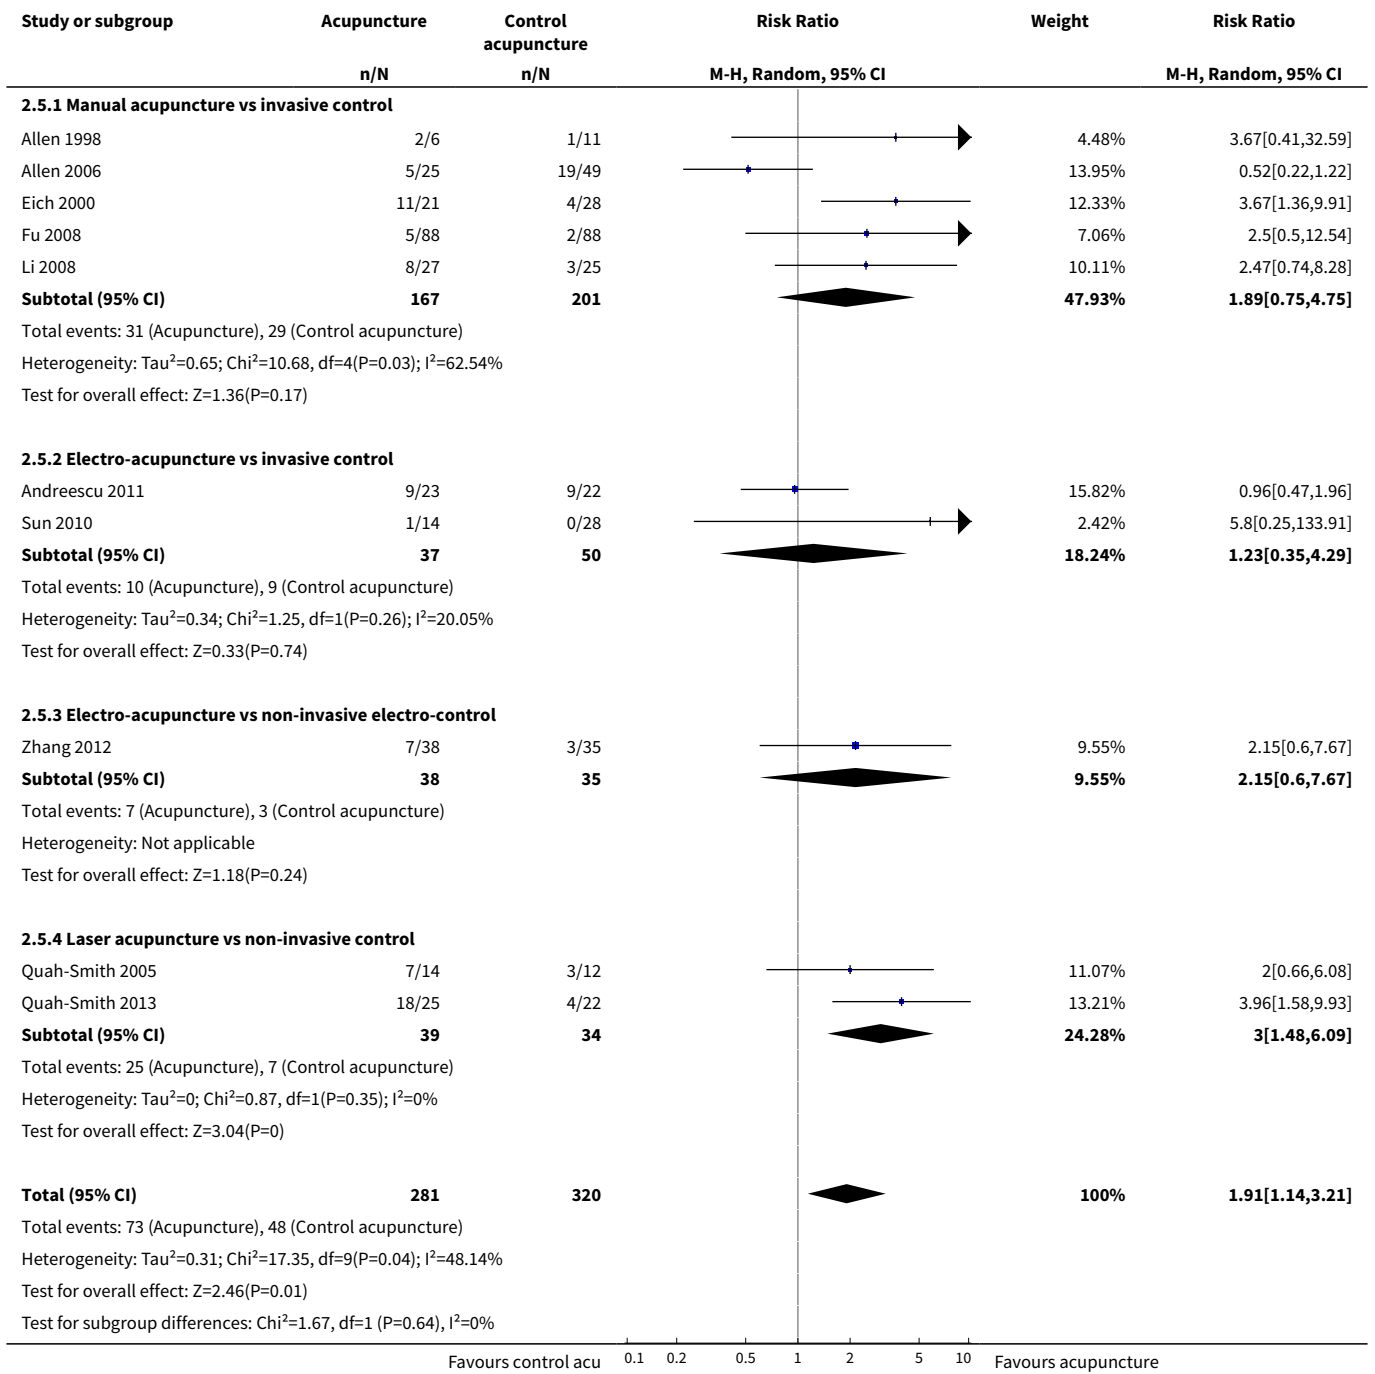 Study or subgroup Acupuncture Control acupuncture Risk Ratio Weight Risk Ratio
n/N n/N M-H, Random, 95% CI M-H, Random, 95% CI
2.5.1 Manual acupuncture vs invasive control
Allen 1998 2/6 1/11 4.48% 3.67[0.41,32.59]
Allen 2006 5/25 19/49 13.95% 0.52[0.22,1.22]
Eich 2000 11/21 4/28 12.33% 3.67[1.36,9.91]
Fu 2008 5/88 2/88 7.06% 2.5[0.5,12.54]
Li 2008 8/27 3/25 10.11% 2.47[0.74,8.28]
Subtotal (95% CI) 167 201 47.93% 1.89[0.75,4.75]
Total events: 31 (Acupuncture), 29 (Control acupuncture)
Heterogeneity: Tau²=0.65; Chi²=10.68, df=4(P=0.03); I²=62.54%
Test for overall effect: Z=1.36(P=0.17)
2.5.2 Electro-acupuncture vs invasive control
Andreescu 2011 9/23 9/22 15.82% 0.96[0.47,1.96]
Sun 2010 1/14 0/28 2.42% 5.8[0.25,133.91]
Subtotal (95% CI) 37 50 18.24% 1.23[0.35,4.29]
Total events: 10 (Acupuncture), 9 (Control acupuncture)
Heterogeneity: Tau²=0.34; Chi²=1.25, df=1(P=0.26); I²=20.05%
Test for overall effect: Z=0.33(P=0.74)
2.5.3 Electro-acupuncture vs non-invasive electro-control
Zhang 2012 7/38 3/35 9.55% 2.15[0.6,7.67]
Subtotal (95% CI) 38 35 9.55% 2.15[0.6,7.67]
Total events: 7 (Acupuncture), 3 (Control acupuncture)
Heterogeneity: Not applicable
Test for overall effect: Z=1.18(P=0.24)
2.5.4 Laser acupuncture vs non-invasive control
Quah-Smith 2005 7/14 3/12 11.07% 2[0.66,6.08]
Quah-Smith 2013 18/25 4/22 13.21% 3.96[1.58,9.93]
Subtotal (95% CI) 39 34 24.28% 3[1.48,6.09]
Total events: 25 (Acupuncture), 7 (Control acupuncture)
Heterogeneity: Tau²=0; Chi²=0.87, df=1(P=0.35); I²=0%
Test for overall effect: Z=3.04(P=0)
Total (95% CI) 281 320 100% 1.91[1.14,3.21]
Total events: 73 (Acupuncture), 48 (Control acupuncture)
Heterogeneity: Tau²=0.31; Chi²=17.35, df=9(P=0.04); I²=48.14%
Test for overall effect: Z=2.46(P=0.01)
Test for subgroup differences: Chi²=1.67, df=1 (P=0.64), I²=0%
Favours control acu 0.1 0.2 0.5 1 2 5 10 Favours acupuncture